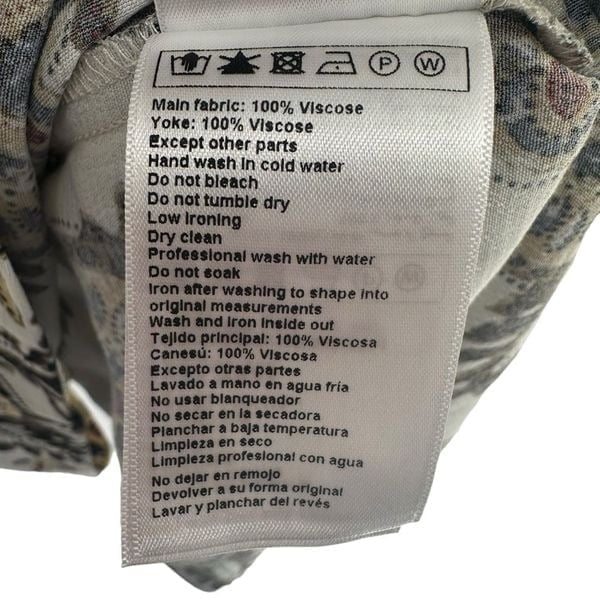 P W
Main fabric: 100% Viscose
Yoke: 100% Viscose
Except other parts
Hand wash in cold water
Do not bleach
Do not tumble dry
Low ironing
Dry clean
Professional wash with water
Do not soak
Iron after washing to shape into
original measurements
Wash and iron inside out
Tejido principal: 100% Viscosa
Canesú: 100% Viscosa
Excepto otras partes
Lavado a mano en agua fría
No usar blanqueador
No secar en la secadora
Planchar a baja temperatura
Limpieza en seco
Limpieza profesional con agua
No dejar en remojo
Devolver a su forma original
Lavar y planchar del revés